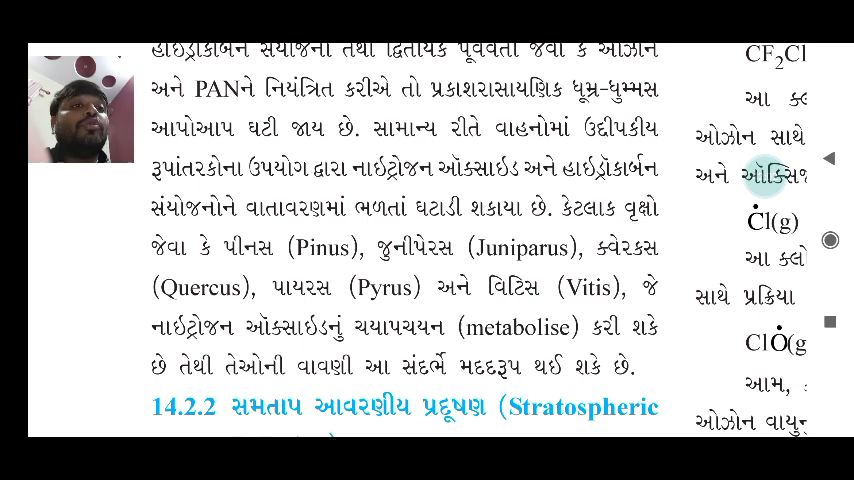 હાઇડ્રોકાર્બન સંયોજનો તથા દ્વિતીયક પૂર્વવર્તી જેવા કે ઓઝોન
અને PANને નિયંત્રિત કરીએ તો પ્રકાશરાસાયણિક ધૂમ્ર-ધુમ્મસ
આપોઆપ ઘટી જાય છે. સામાન્ય રીતે વાહનોમાં ઉદ્દીપકીય
રૂપાંતરકોના ઉપયોગ દ્વારા નાઇટ્રોજન ઑક્સાઇડ અને હાઇડ્રૉકાર્બન
સંયોજનોને વાતાવરણમાં ભળતાં ઘટાડી શકાયા છે. કેટલાક વૃક્ષો
જેવા કે પીનસ (Pinus), જુનીપેરસ (Juniparus), ક્વેરકસ
(Quercus), પાયરસ (Pyrus) અને વિટિસ (Vitis), જે
નાઇટ્રોજન ઑક્સાઇડનું ચયાપચયન (metabolise) કરી શકે
છે તેથી તેઓની વાવણી આ સંદર્ભે મદદરૂપ થઈ શકે છે.
14.2.2 સમતાપ આવરણીય પ્રદૂષણ (Stratospheric
CF₂Cl
આ
ઓઝોન સાથે
અને
Ċl(g)
આ
સાથે પ્રક્રિયા
ClȮ(g
આમ,
ઓઝોન